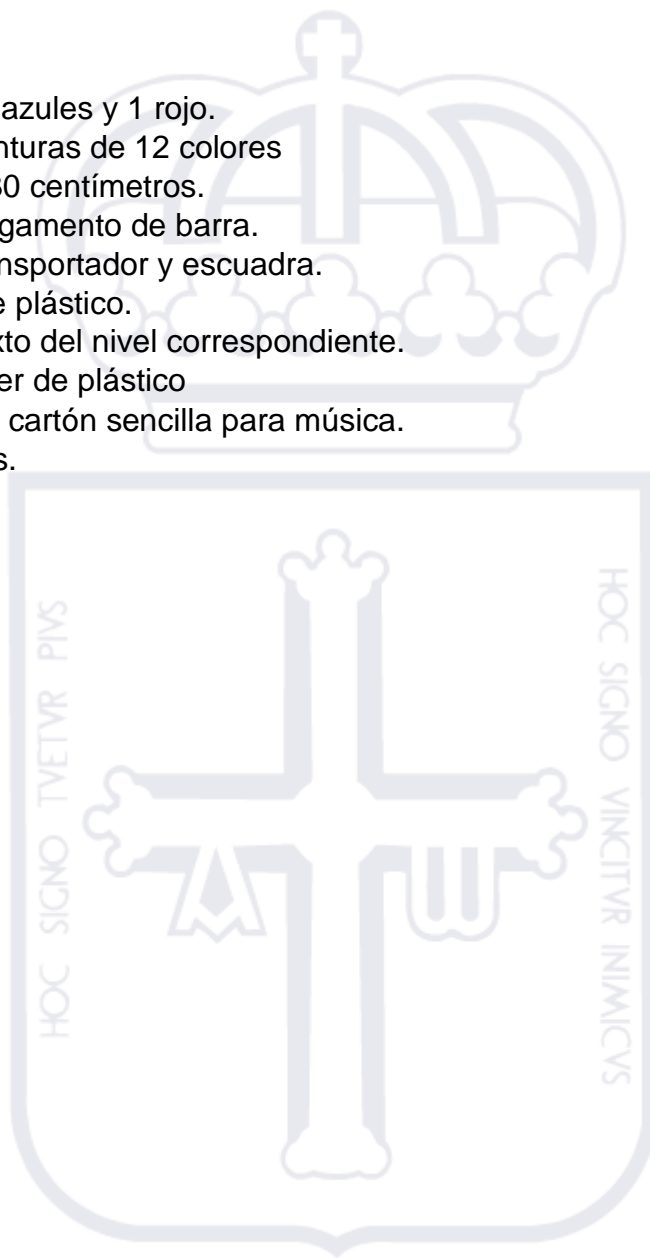 azules y 1 rojo.
nturas de 12 colores
30 centímetros.
gamento de barra.
nsportador y escuadra.
e plástico.
xto del nivel correspondiente.
er de plástico
cartón sencilla para música.
s.
HOC SIGNO TVETVR PIVS
HOC SIGNO VINCITVR INIMICVS
A W